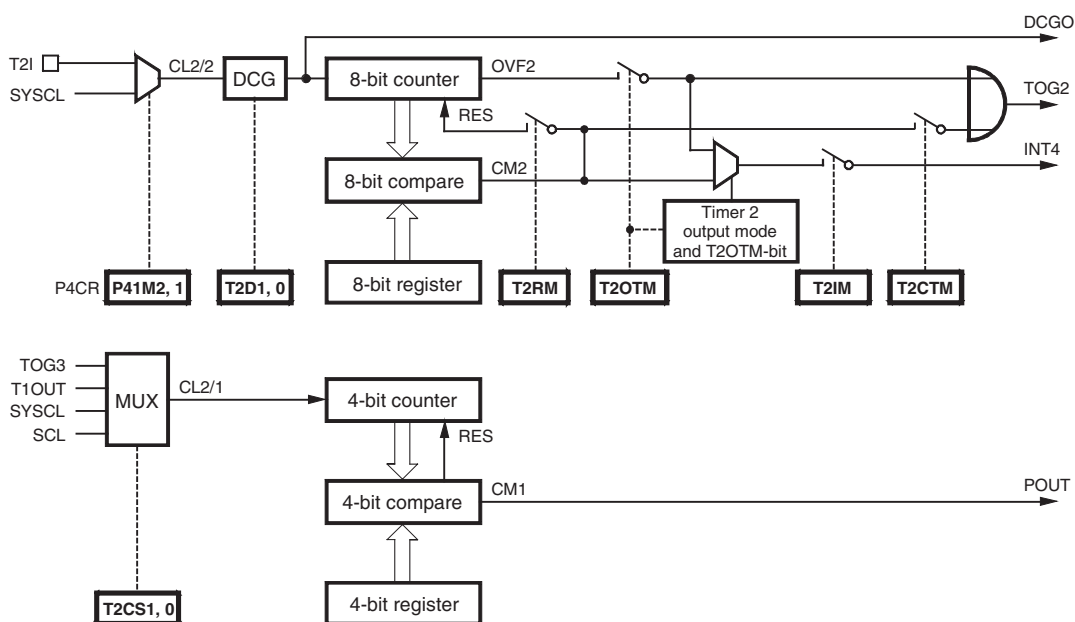 DCGO
T2I
CL2/2
DCG
8-bit counter
OVF2
SYSCL
TOG2
RES
INT4
8-bit compare
CM2
Timer 2
output mode
and T2OTM-bit
P4CR
P41M2, 1
T2D1, 0
8-bit register
T2RM
T2OTM
T2IM
T2CTM
TOG3
T1OUT
SYSCL
SCL
MUX
CL2/1
4-bit counter
RES
4-bit compare
CM1
POUT
T2CS1, 0
4-bit register